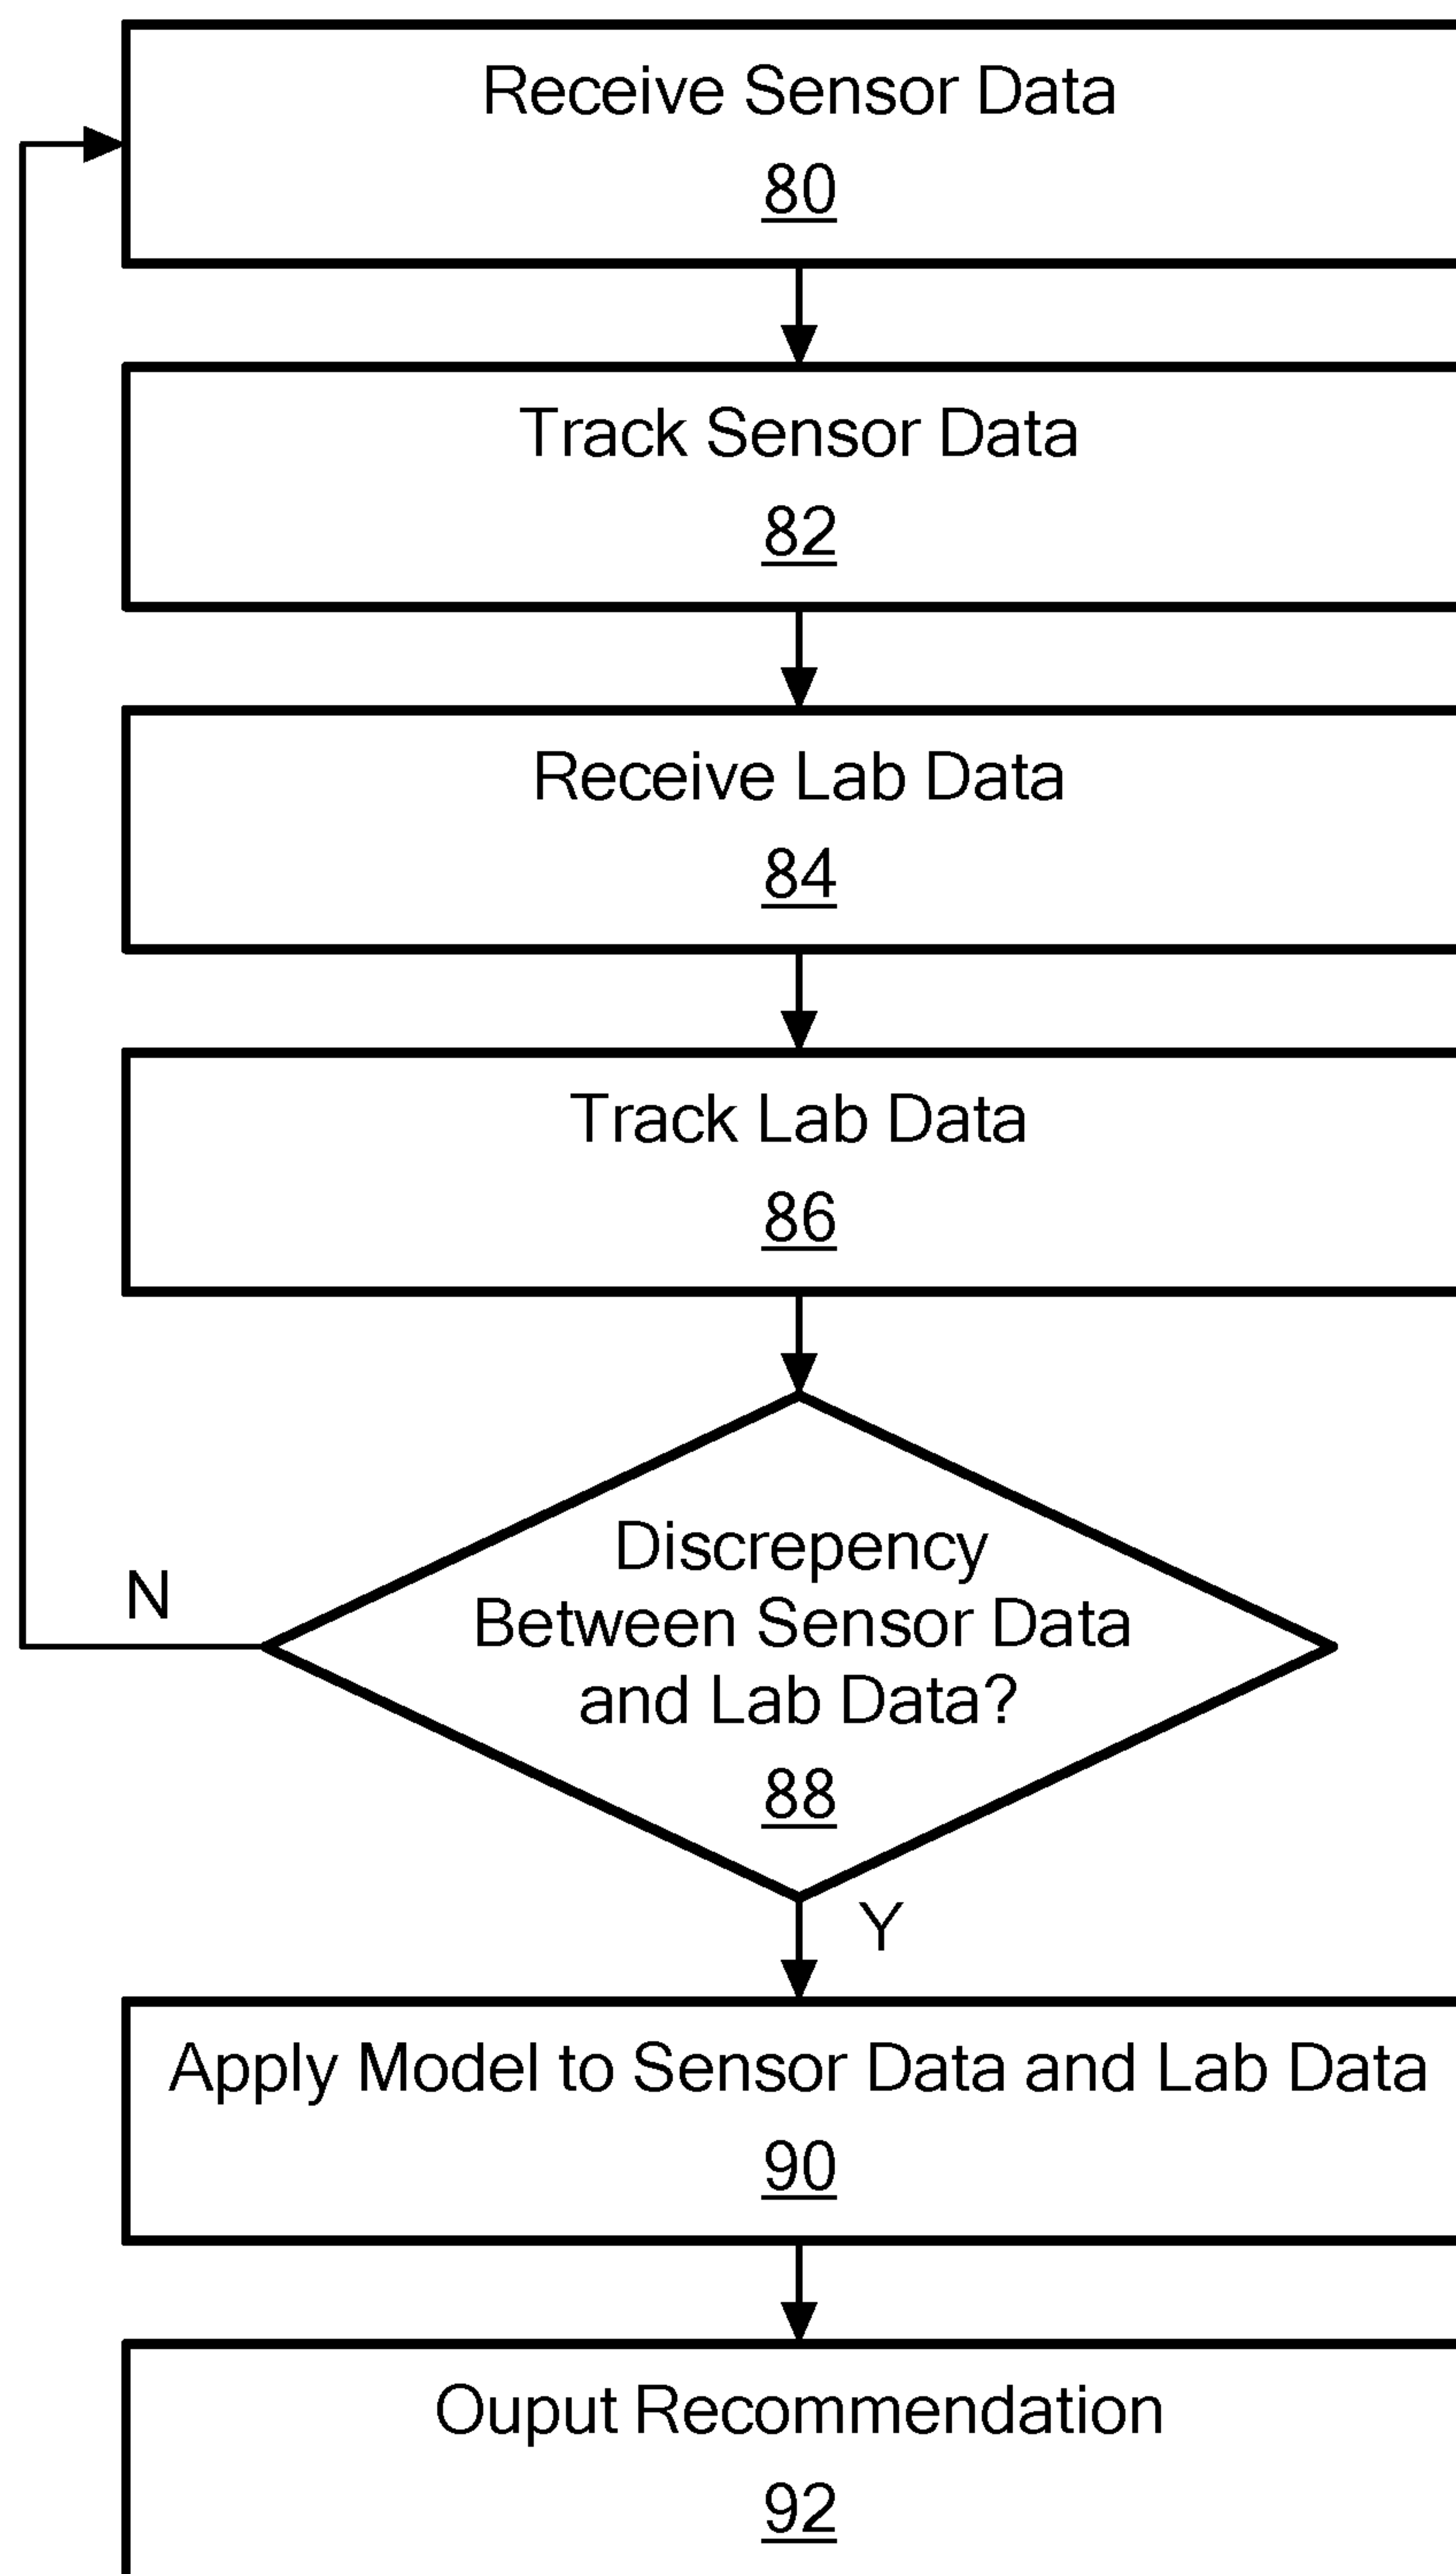 Receive Sensor Data
80
Track Sensor Data
82
Receive Lab Data
84
Track Lab Data
86
Discrepency
Between Sensor Data
and Lab Data?
88
N
Y
Apply Model to Sensor Data and Lab Data
90
Ouput Recommendation
92